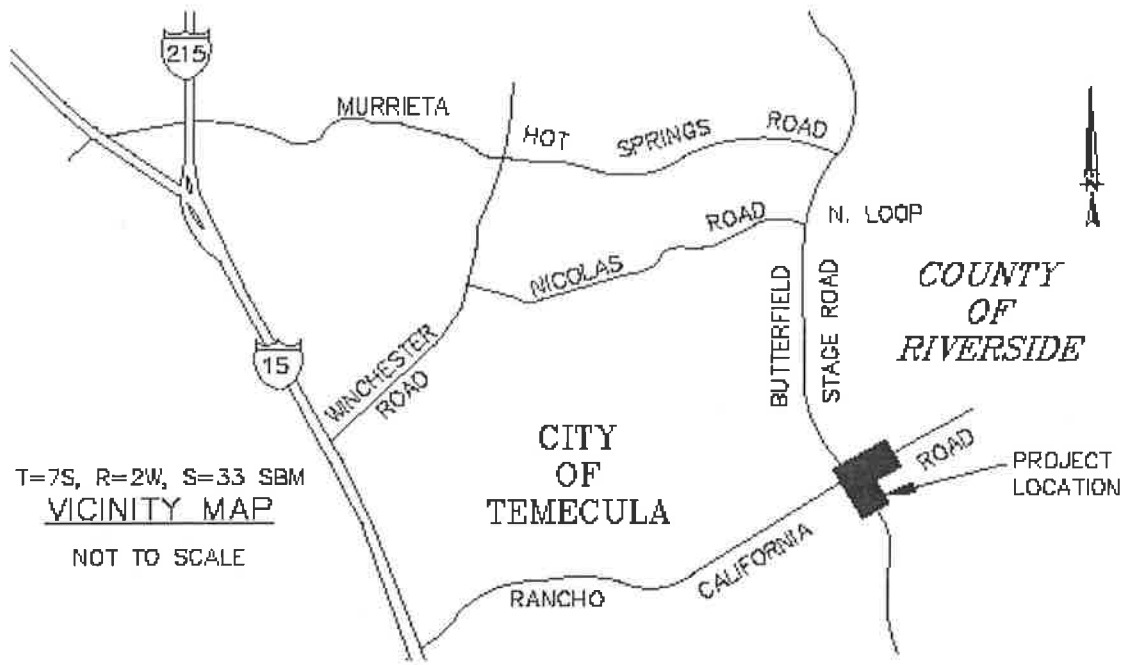 215
MURRIETA HOT SPRINGS ROAD
N. LOOP
NICOLAS ROAD
N
BUTTERFIELD
STAGE ROAD
COUNTY
OF
RIVERSIDE
15
WINCHESTER
ROAD
CITY
OF
TEMECULA
T=7S, R=2W, S=33 SBM
VICINITY MAP
NOT TO SCALE
RANCHO CALIFORNIA ROAD
PROJECT
LOCATION